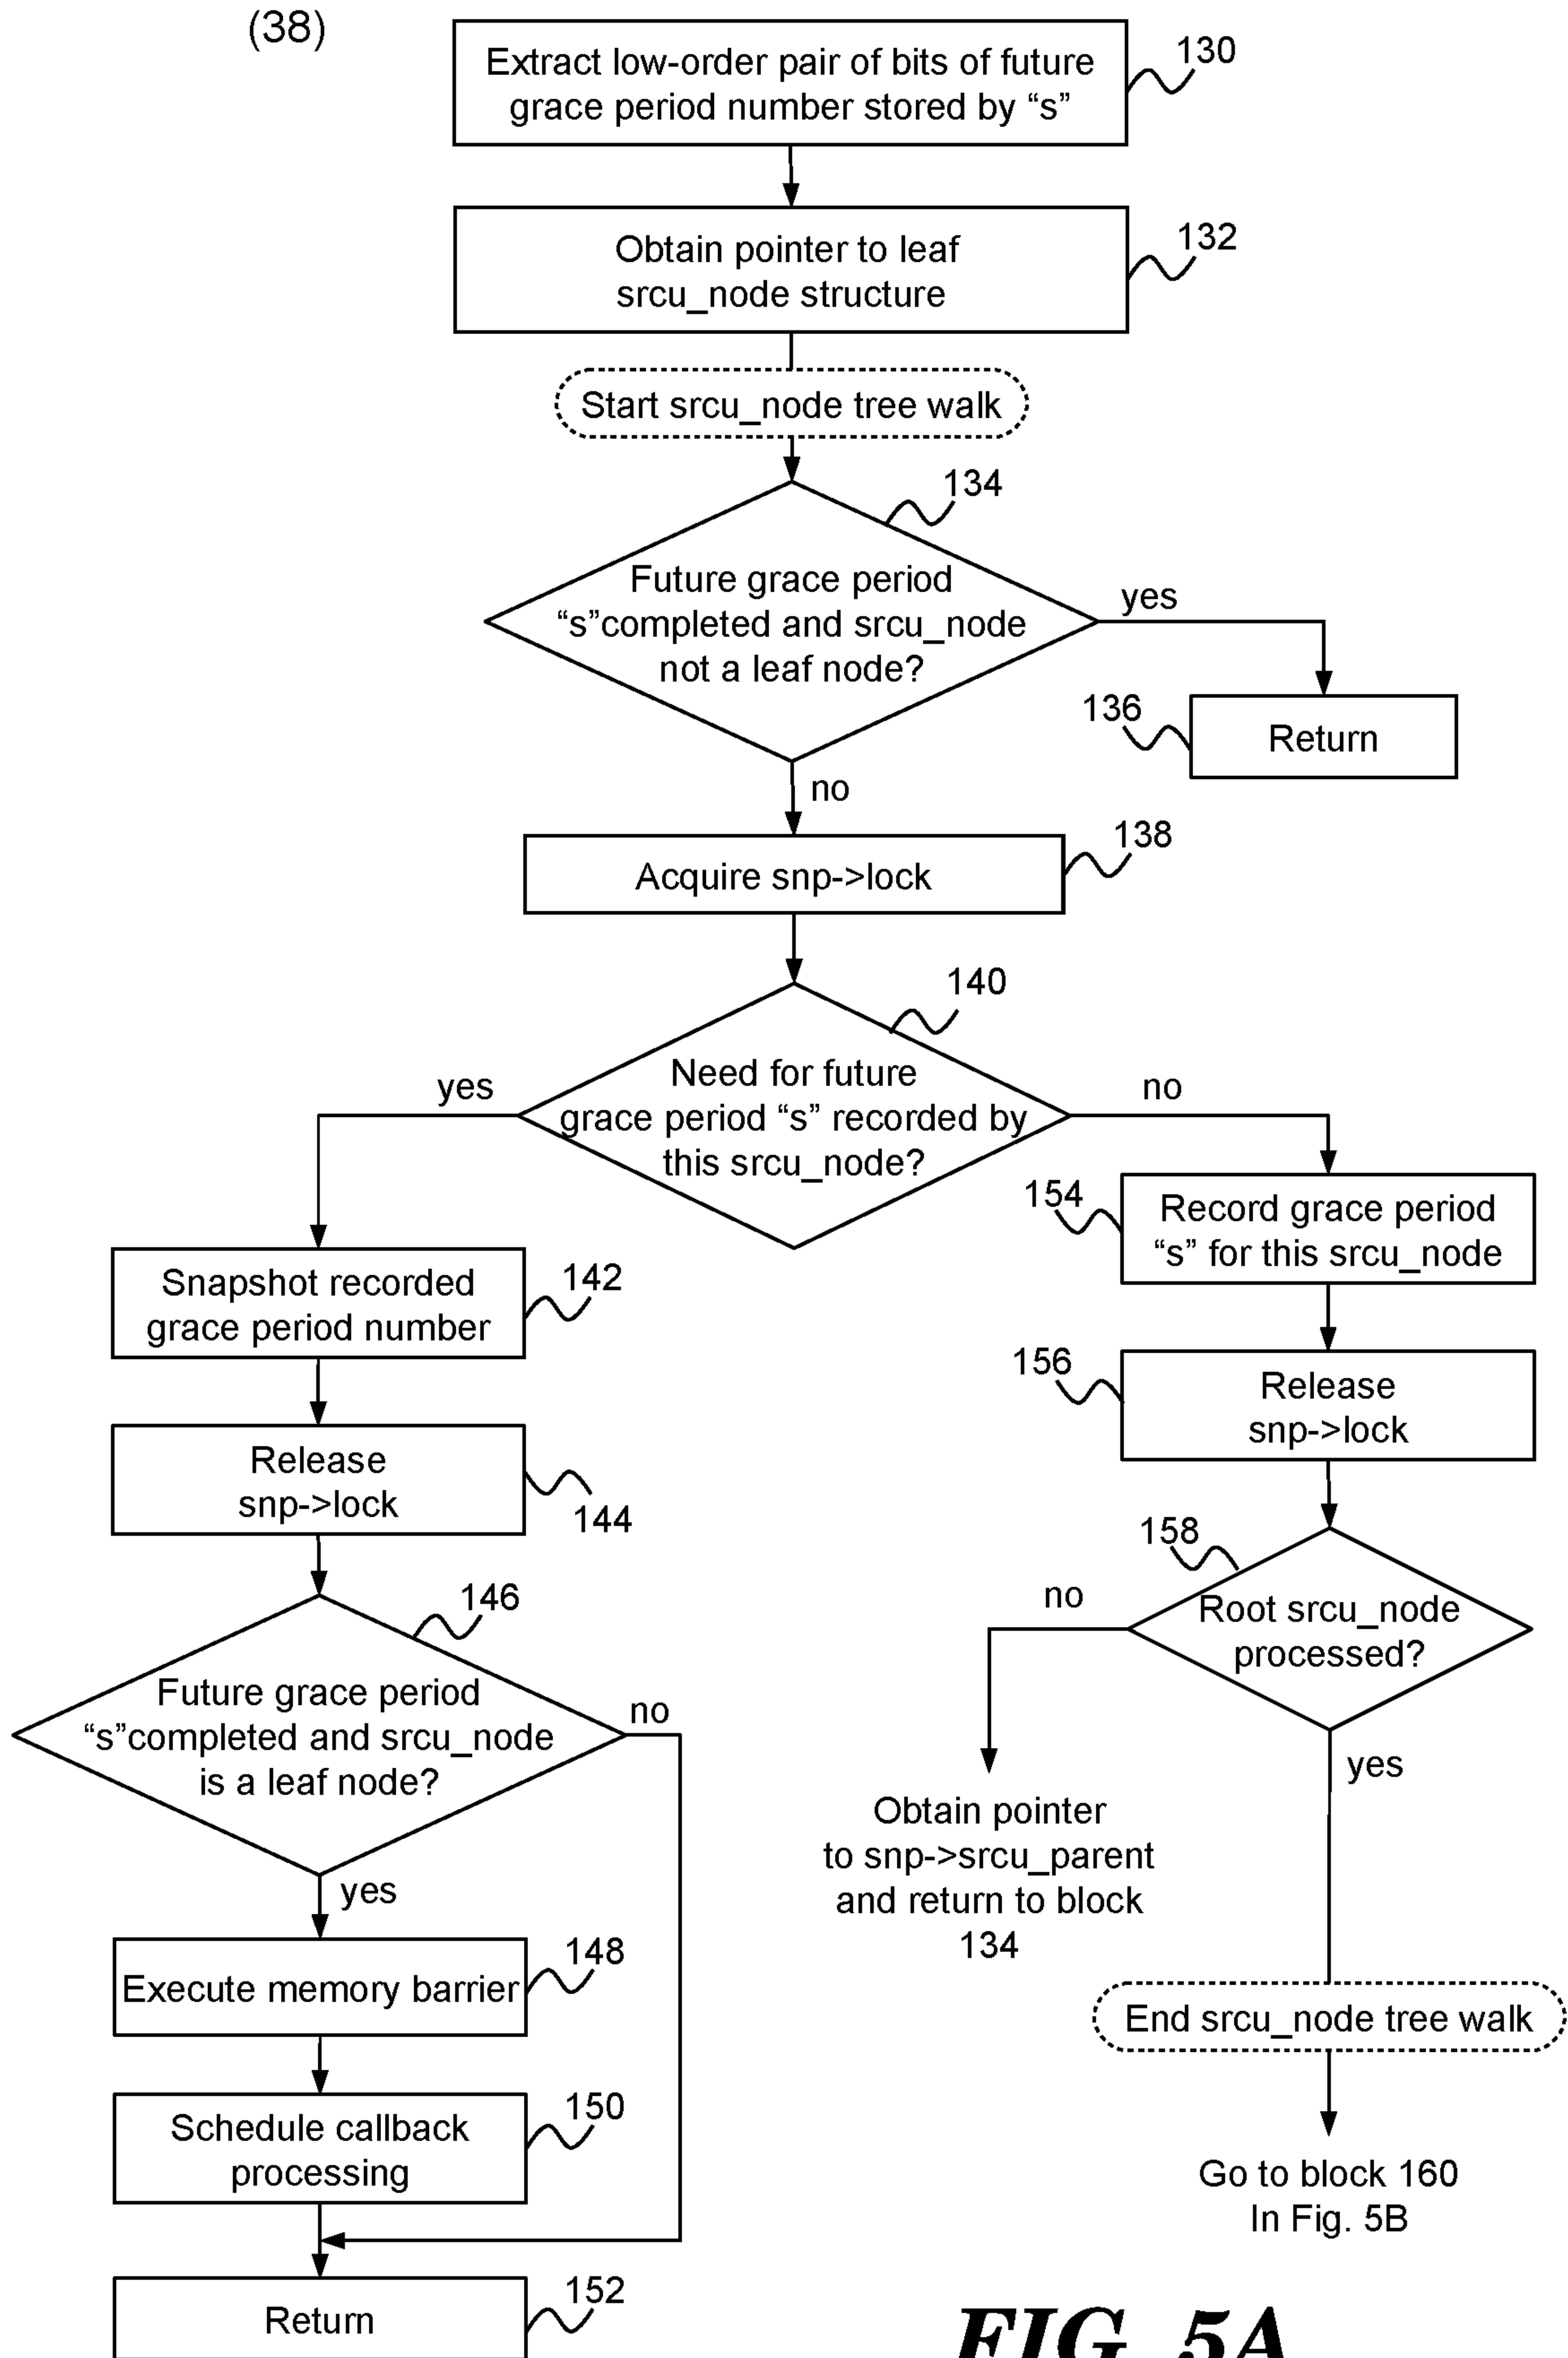 (38)
Extract low-order pair of bits of future
grace period number stored by “s”
130
Obtain pointer to leaf
srcu_node structure
132
Start srcu_node tree walk
134
Future grace period
“s”completed and srcu_node
not a leaf node?
yes
136
Return
no
138
Acquire snp->lock
140
Need for future
grace period “s” recorded by
this srcu_node?
yes
no
Snapshot recorded
grace period number
142
Release
snp->lock
144
146
Future grace period
“s”completed and srcu_node
is a leaf node?
no
yes
Execute memory barrier
148
Schedule callback
processing
150
Return
152
154
Record grace period
“s” for this srcu_node
156
Release
snp->lock
158
Root srcu_node
processed?
no
Obtain pointer
to snp->srcu_parent
and return to block
134
yes
End srcu_node tree walk
Go to block 160
In Fig. 5B
FIG. 5A